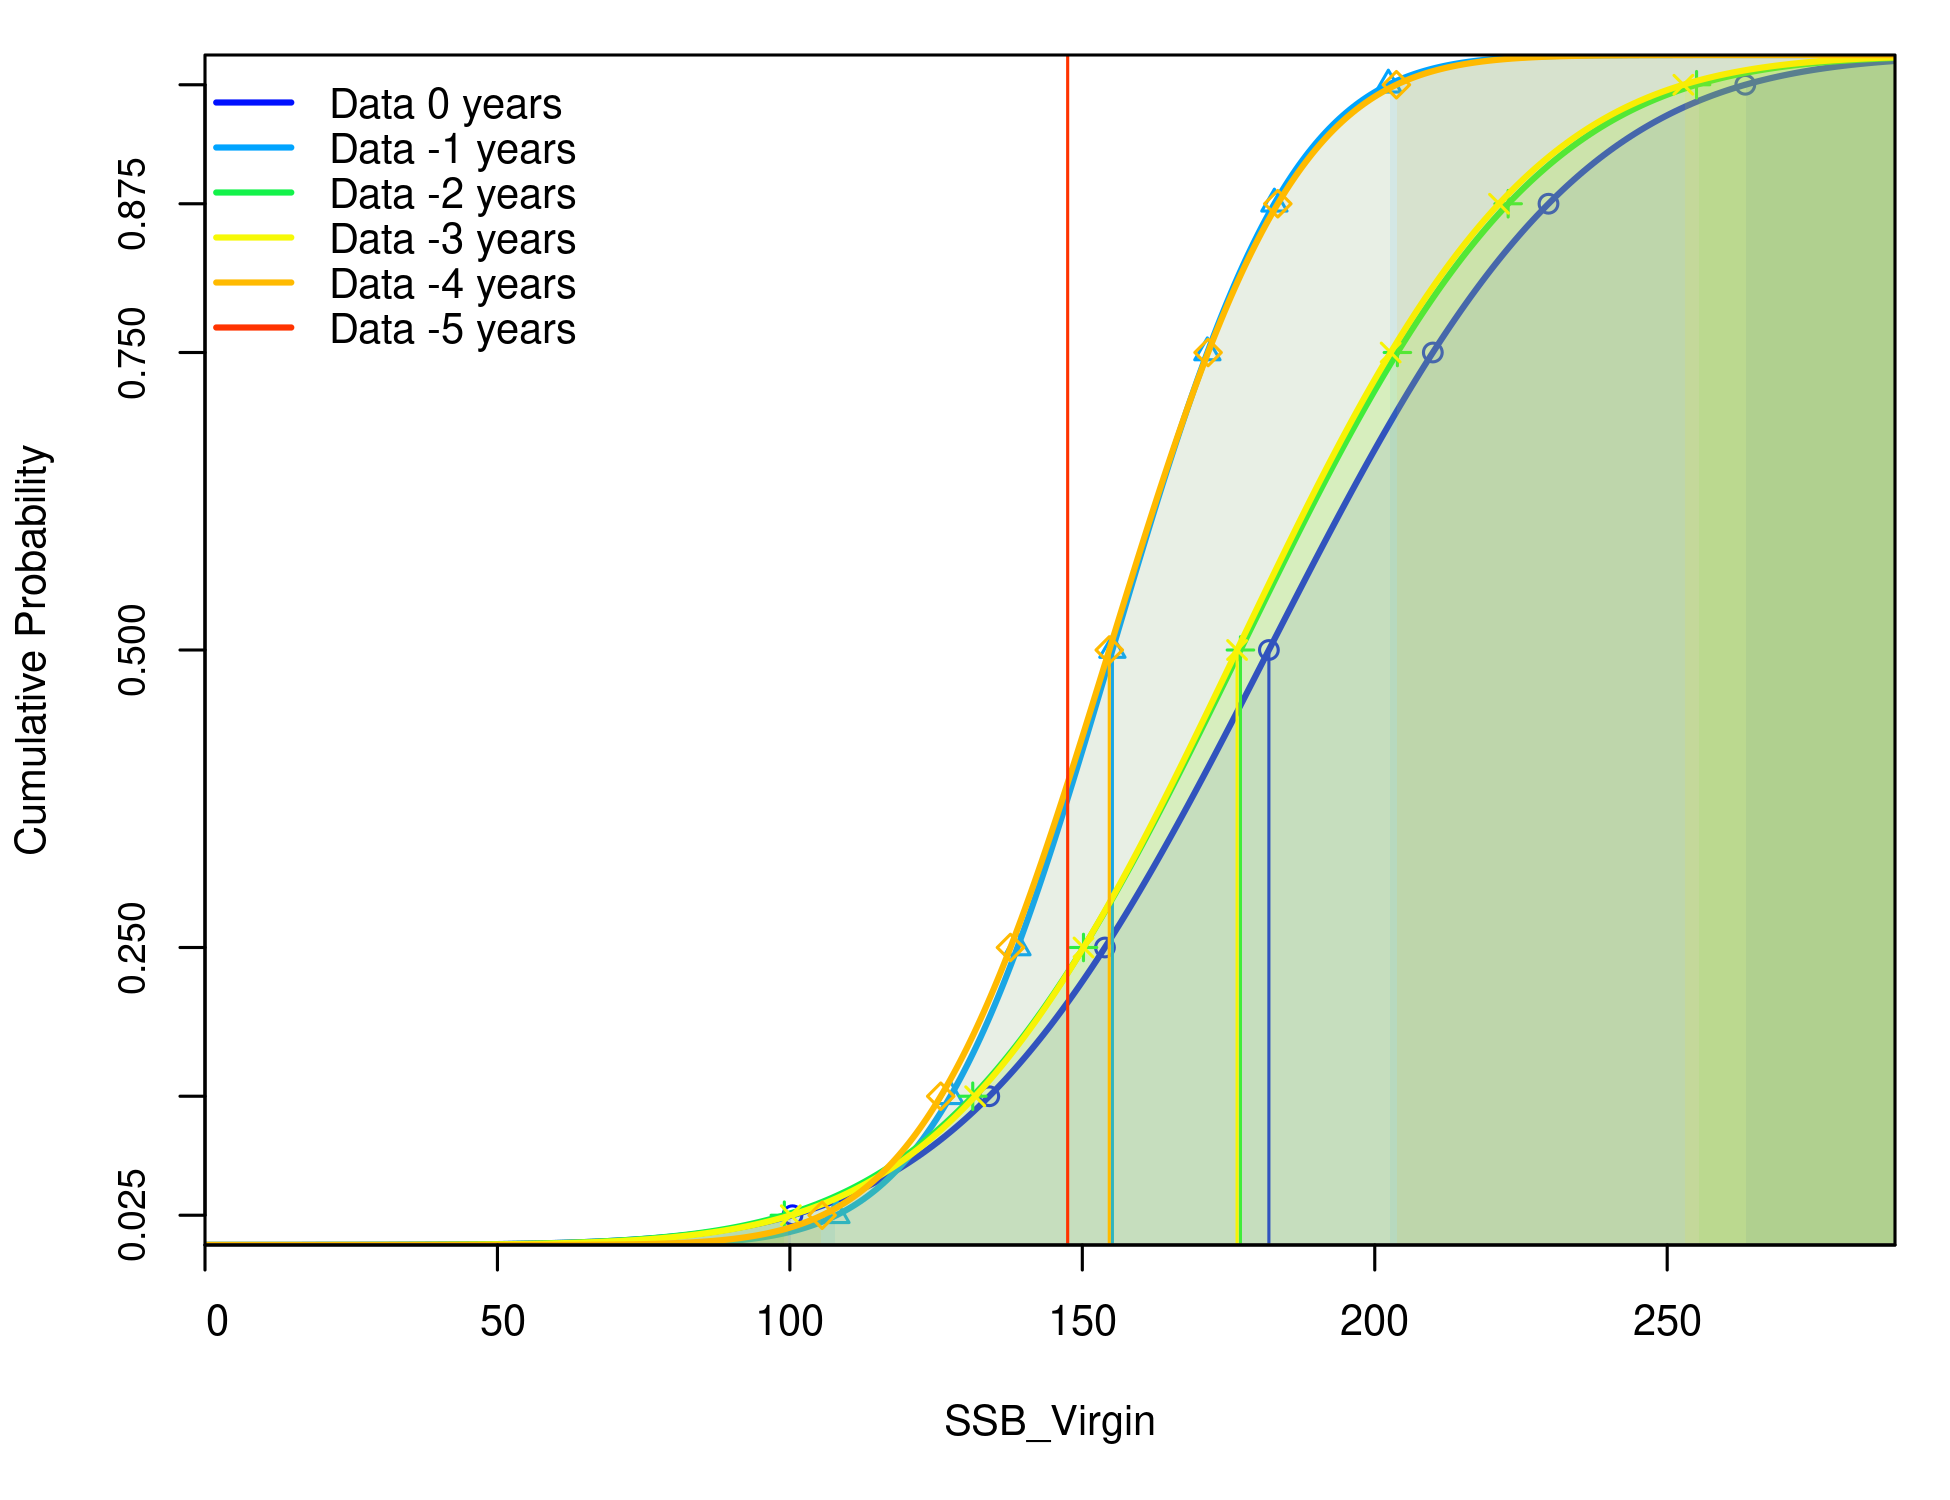 Data 0 years
Data -1 years
Data -2 years
Data -3 years
Data -4 years
Data -5 years
Cumulative Probability
0.875
0.750
0.500
0.250
0.025
0 50 100 150 200 250
SSB_Virgin